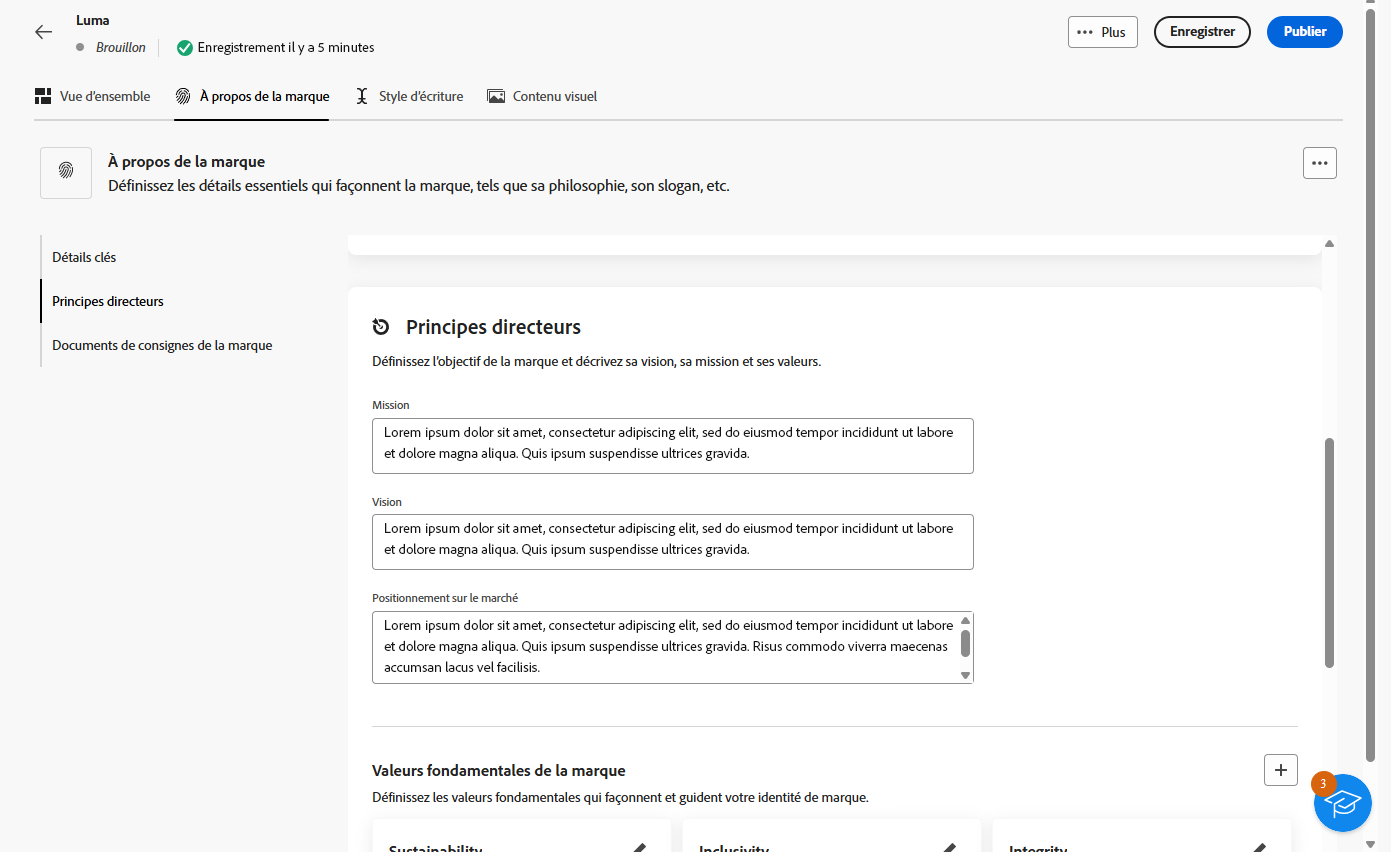 Luma
Brouillon
Enregistrement il y a 5 minutes
Plus
Enregistrer
Publier
Vue d'ensemble
À propos de la marque
Style d'écriture
Contenu visuel
À propos de la marque
Définissez les détails essentiels qui façonnent la marque, tels que sa philosophie, son slogan, etc.
Détails clés
Principes directeurs
Documents de consignes de la marque
Principes directeurs
Définissez l'objectif de la marque et décrivez sa vision, sa mission et ses valeurs.
Mission
Lorem ipsum dolor sit amet, consectetur adipiscing elit, sed do eiusmod tempor incididunt ut labore
et dolore magna aliqua. Quis ipsum suspendisse ultrices gravida.
Vision
Lorem ipsum dolor sit amet, consectetur adipiscing elit, sed do eiusmod tempor incididunt ut labore
et dolore magna aliqua. Quis ipsum suspendisse ultrices gravida.
Positionnement sur le marché
Lorem ipsum dolor sit amet, consectetur adipiscing elit, sed do eiusmod tempor incididunt ut labore
et dolore magna aliqua. Quis ipsum suspendisse ultrices gravida. Risus commodo viverra maecenas
accumsan lacus vel facilisis.
Valeurs fondamentales de la marque
Définissez les valeurs fondamentales qui façonnent et guident votre identité de marque.
3
Sustainability
Inclusivity
Integrity